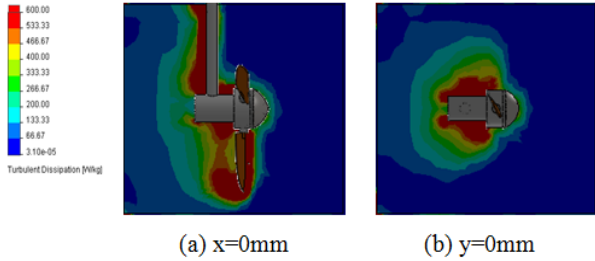 600.00
533.33
466.67
400.00
333.33
266.67
200.00
133.33
66.67
3.10e-05
Turbulent Dissipation [W/kg]
(a) x=0mm
(b) y=0mm